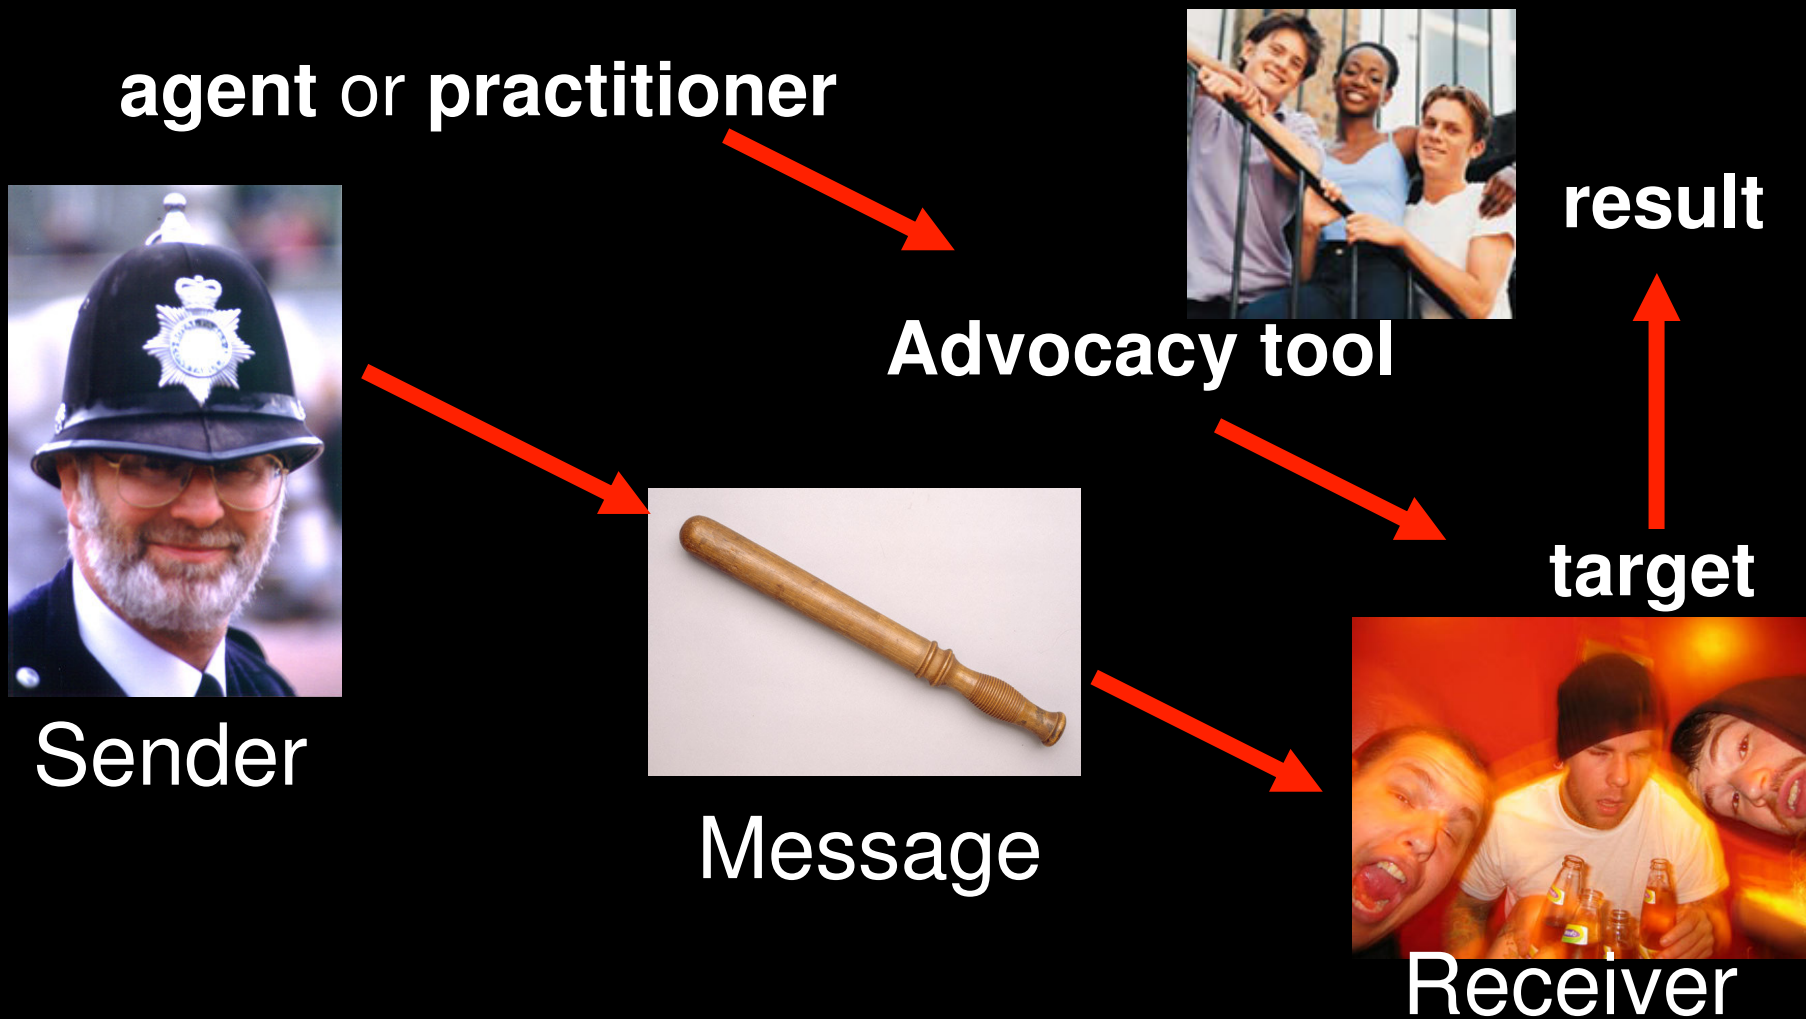 agent or practitioner
result
Advocacy tool
target
Sender
Message
Receiver